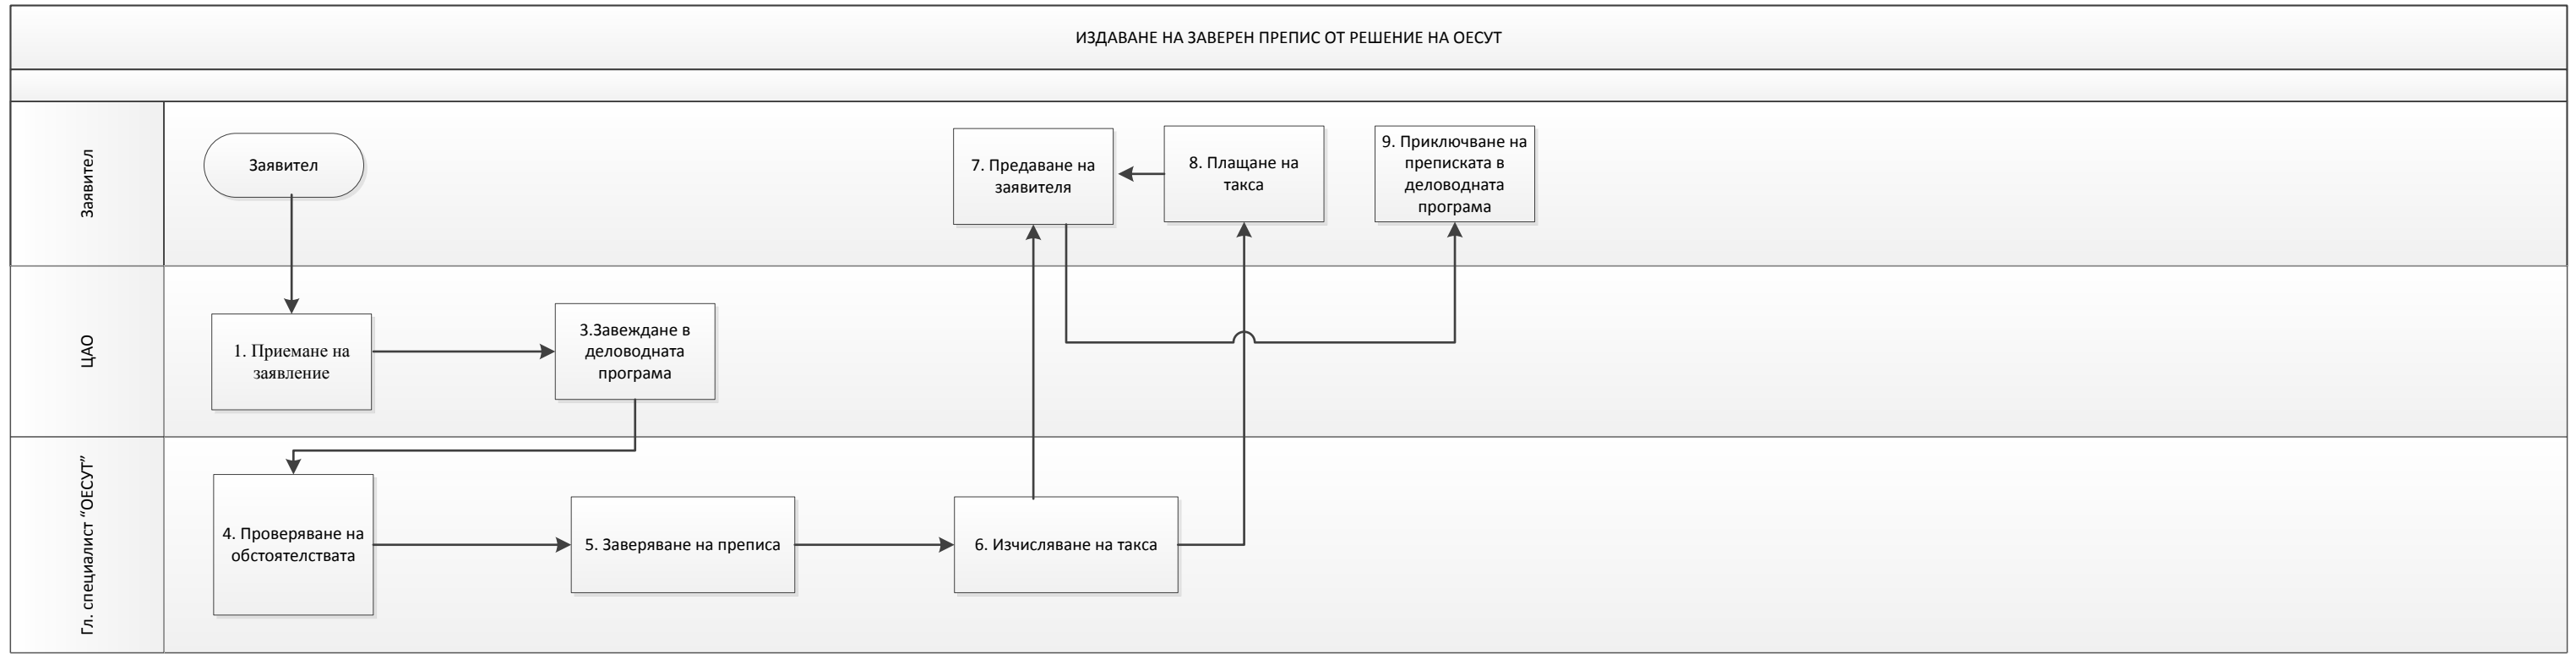 ИЗДАВАНЕ НА ЗАВЕРЕН ПРЕПИС ОТ РЕШЕНИЕ НА ОЕСУТ
Заявител
Заявител
7. Предаване на
заявителя
8. Плащане на
такса
9. Приключване на
преписката в
деловодната
програма
ЦАО
1. Приемане на
заявление
3.Завеждане в
деловодната
програма
Гл. специалист “ОЕСУТ”
4. Проверяване на
обстоятелствата
5. Заверяване на преписа
6. Изчисляване на такса